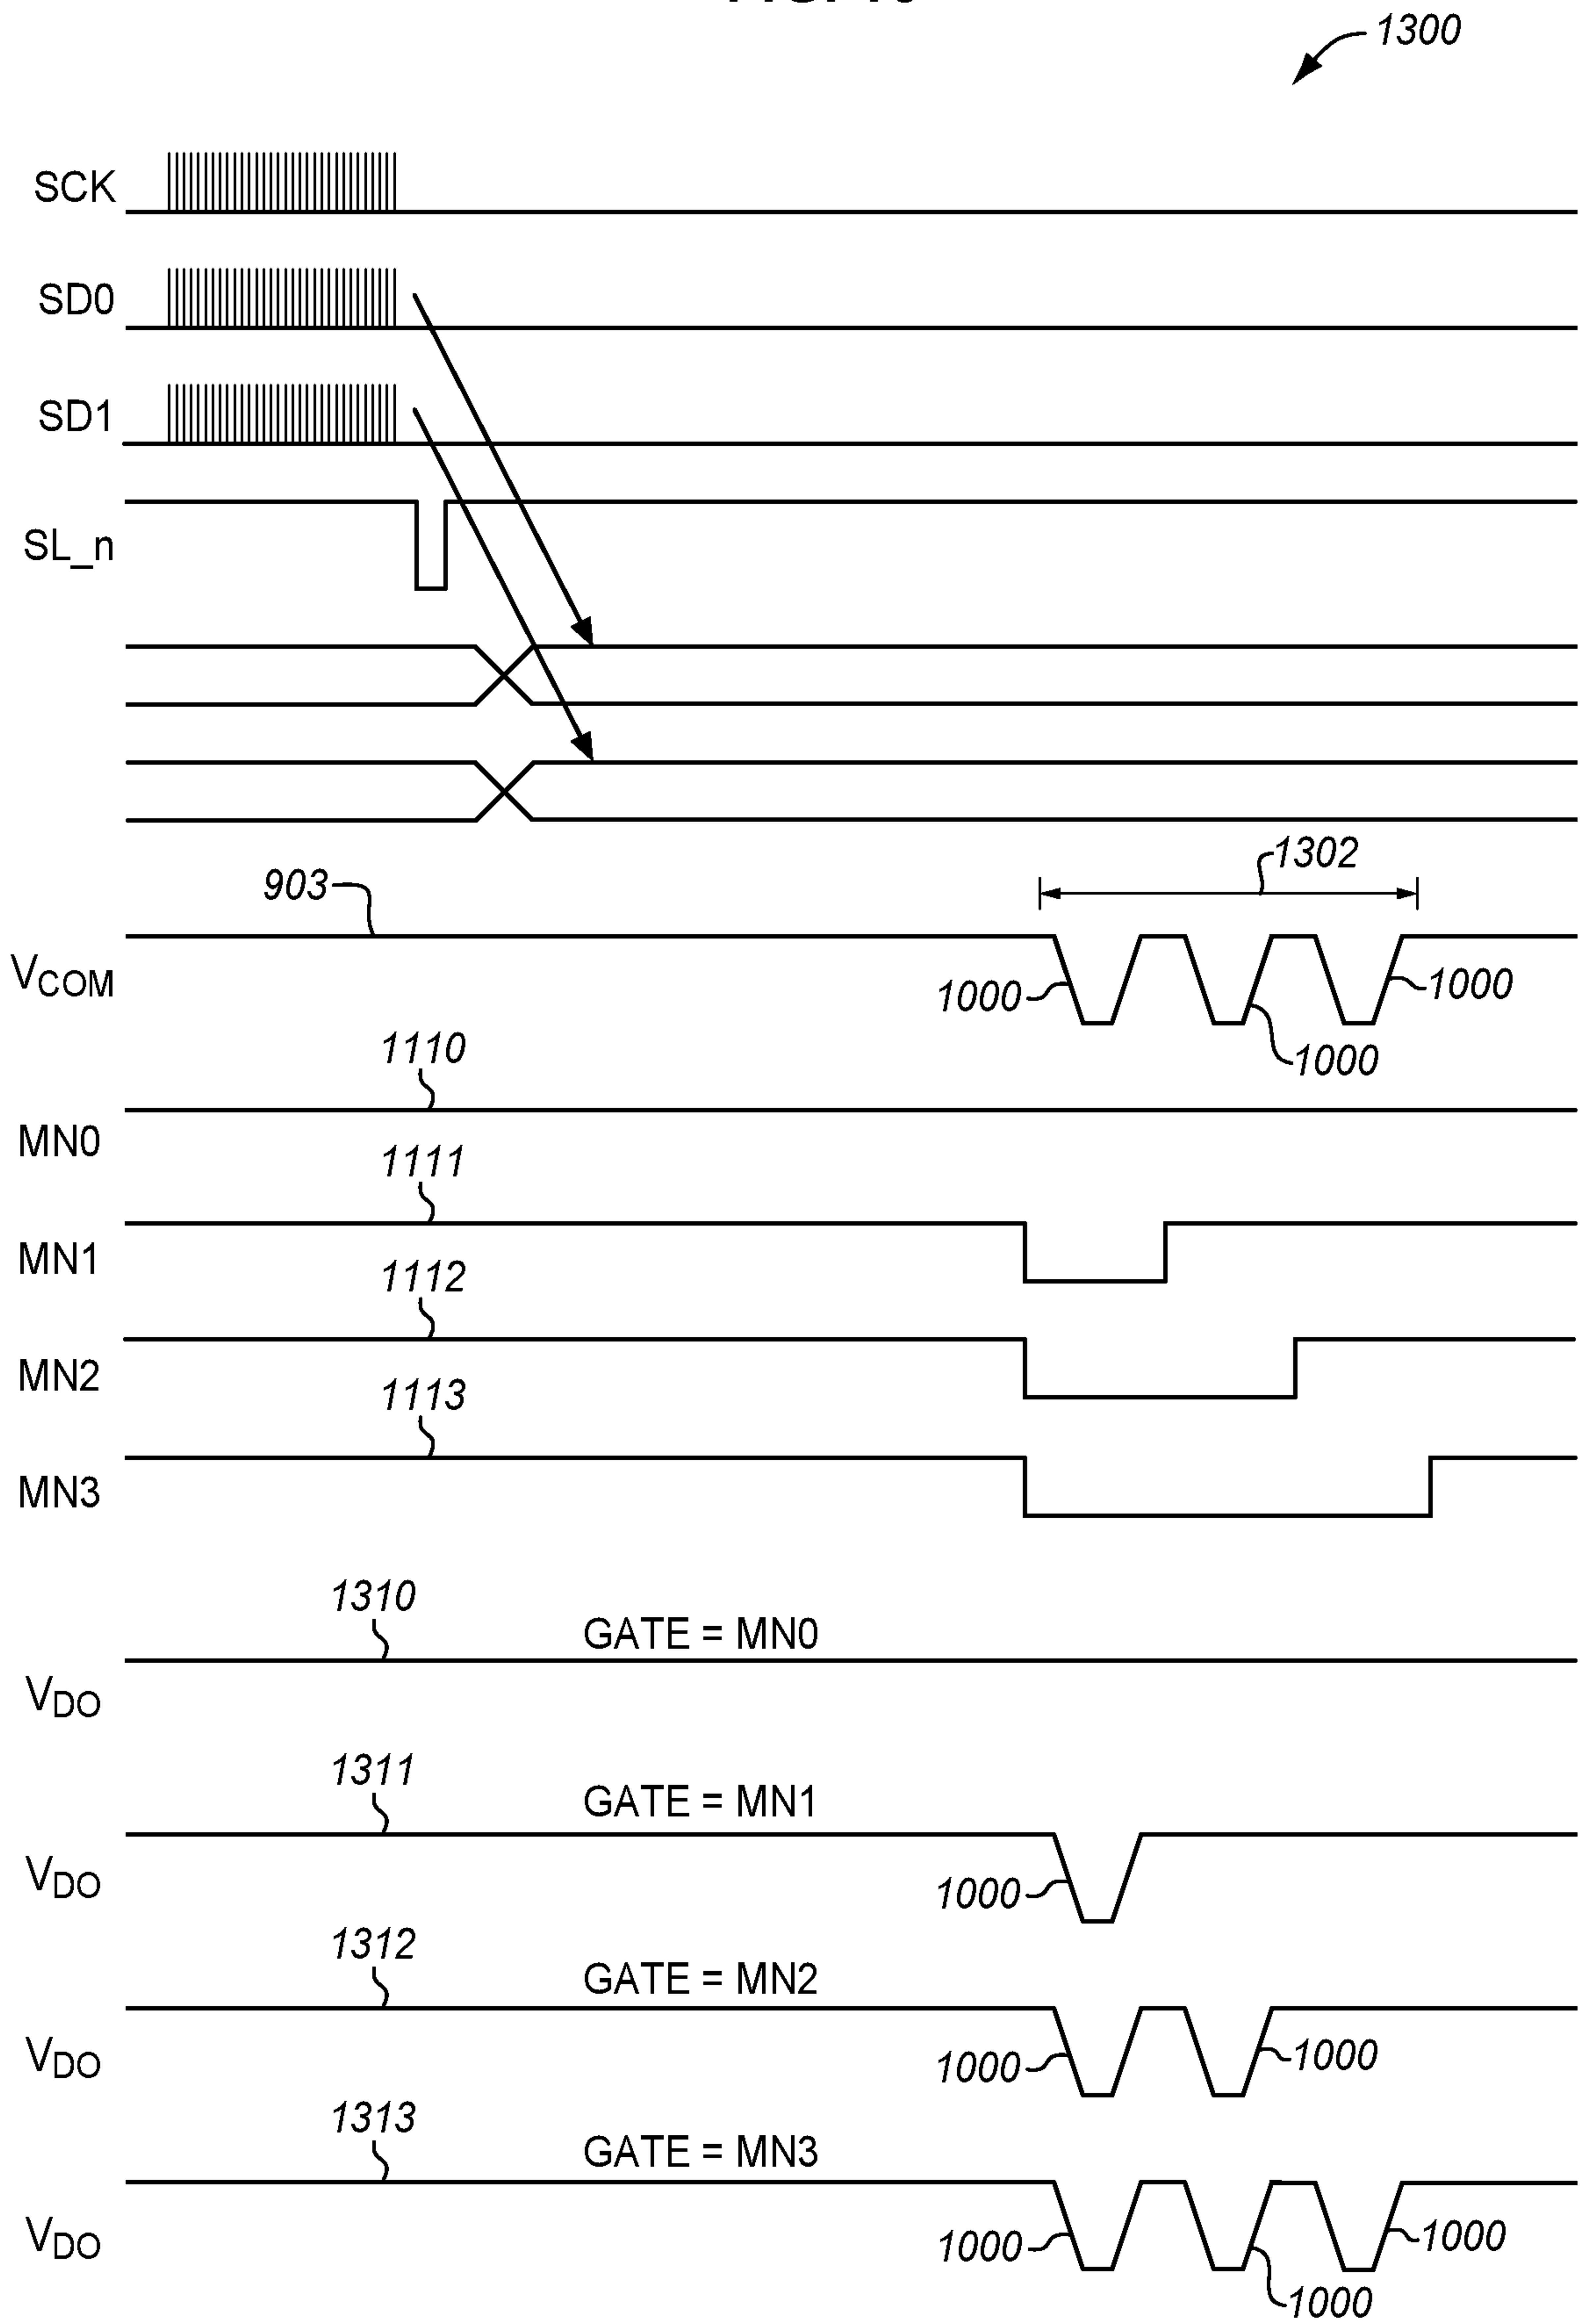 1300
SCK
SD0
SD1
SL_n
1302
903
VCOM
1000
1000
1000
1110
MN0
1111
MN1
1112
MN2
1113
MN3
1310
GATE = MN0
VDO
1311
GATE = MN1
VDO
1000
1312
GATE = MN2
VDO
1000
1000
1313
GATE = MN3
VDO
1000
1000
1000